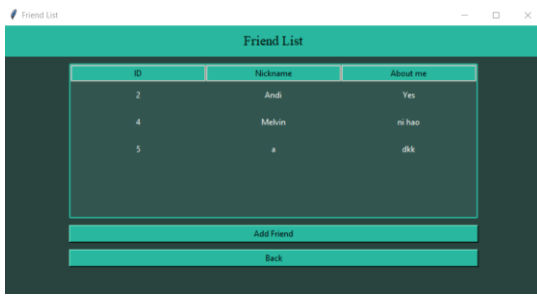 Friend List
Friend List
ID Nickname About me
2 Andi Yes
4 Melvin ni hao
5 a dkk
Add Friend
Back